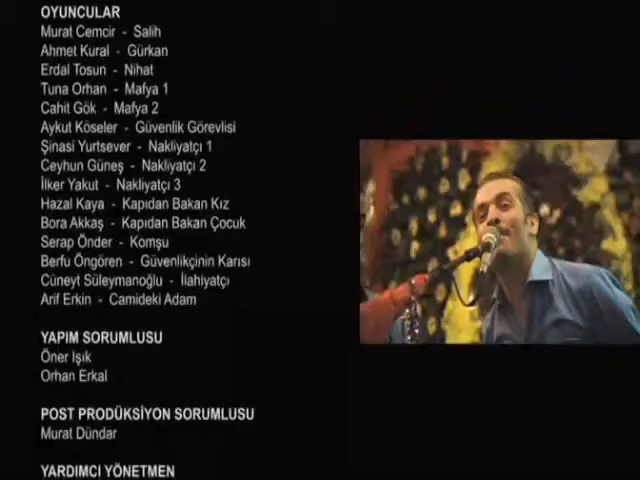 OYUNCULAR
Murat Cemcir - Salih
Ahmet Kural - Gürkan
Erdal Tosun - Nihat
Tuna Orhan - Mafya 1
Cahit Gök - Mafya 2
Aykut Köseler - Güvenlik Görevlisi
Şinasi Yurtsever - Nakliyatçı 1
Ceyhun Güneş - Nakliyatçı 2
İlker Yakut - Nakliyatçı 3
Hazal Kaya - Kapıdan Bakan Kız
Bora Akkaş - Kapıdan Bakan Çocuk
Serap Önder - Komşu
Berfu Öngören - Güvenlikçinin Karısı
Cüneyt Süleymanoğlu - İlahiyatçı
Arif Erkin - Camideki Adam
YAPIM SORUMLUSU
Öner Işık
Orhan Erkal
POST PRODÜKSİYON SORUMLUSU
Murat Dündar
YARDIMCI YÖNETMEN